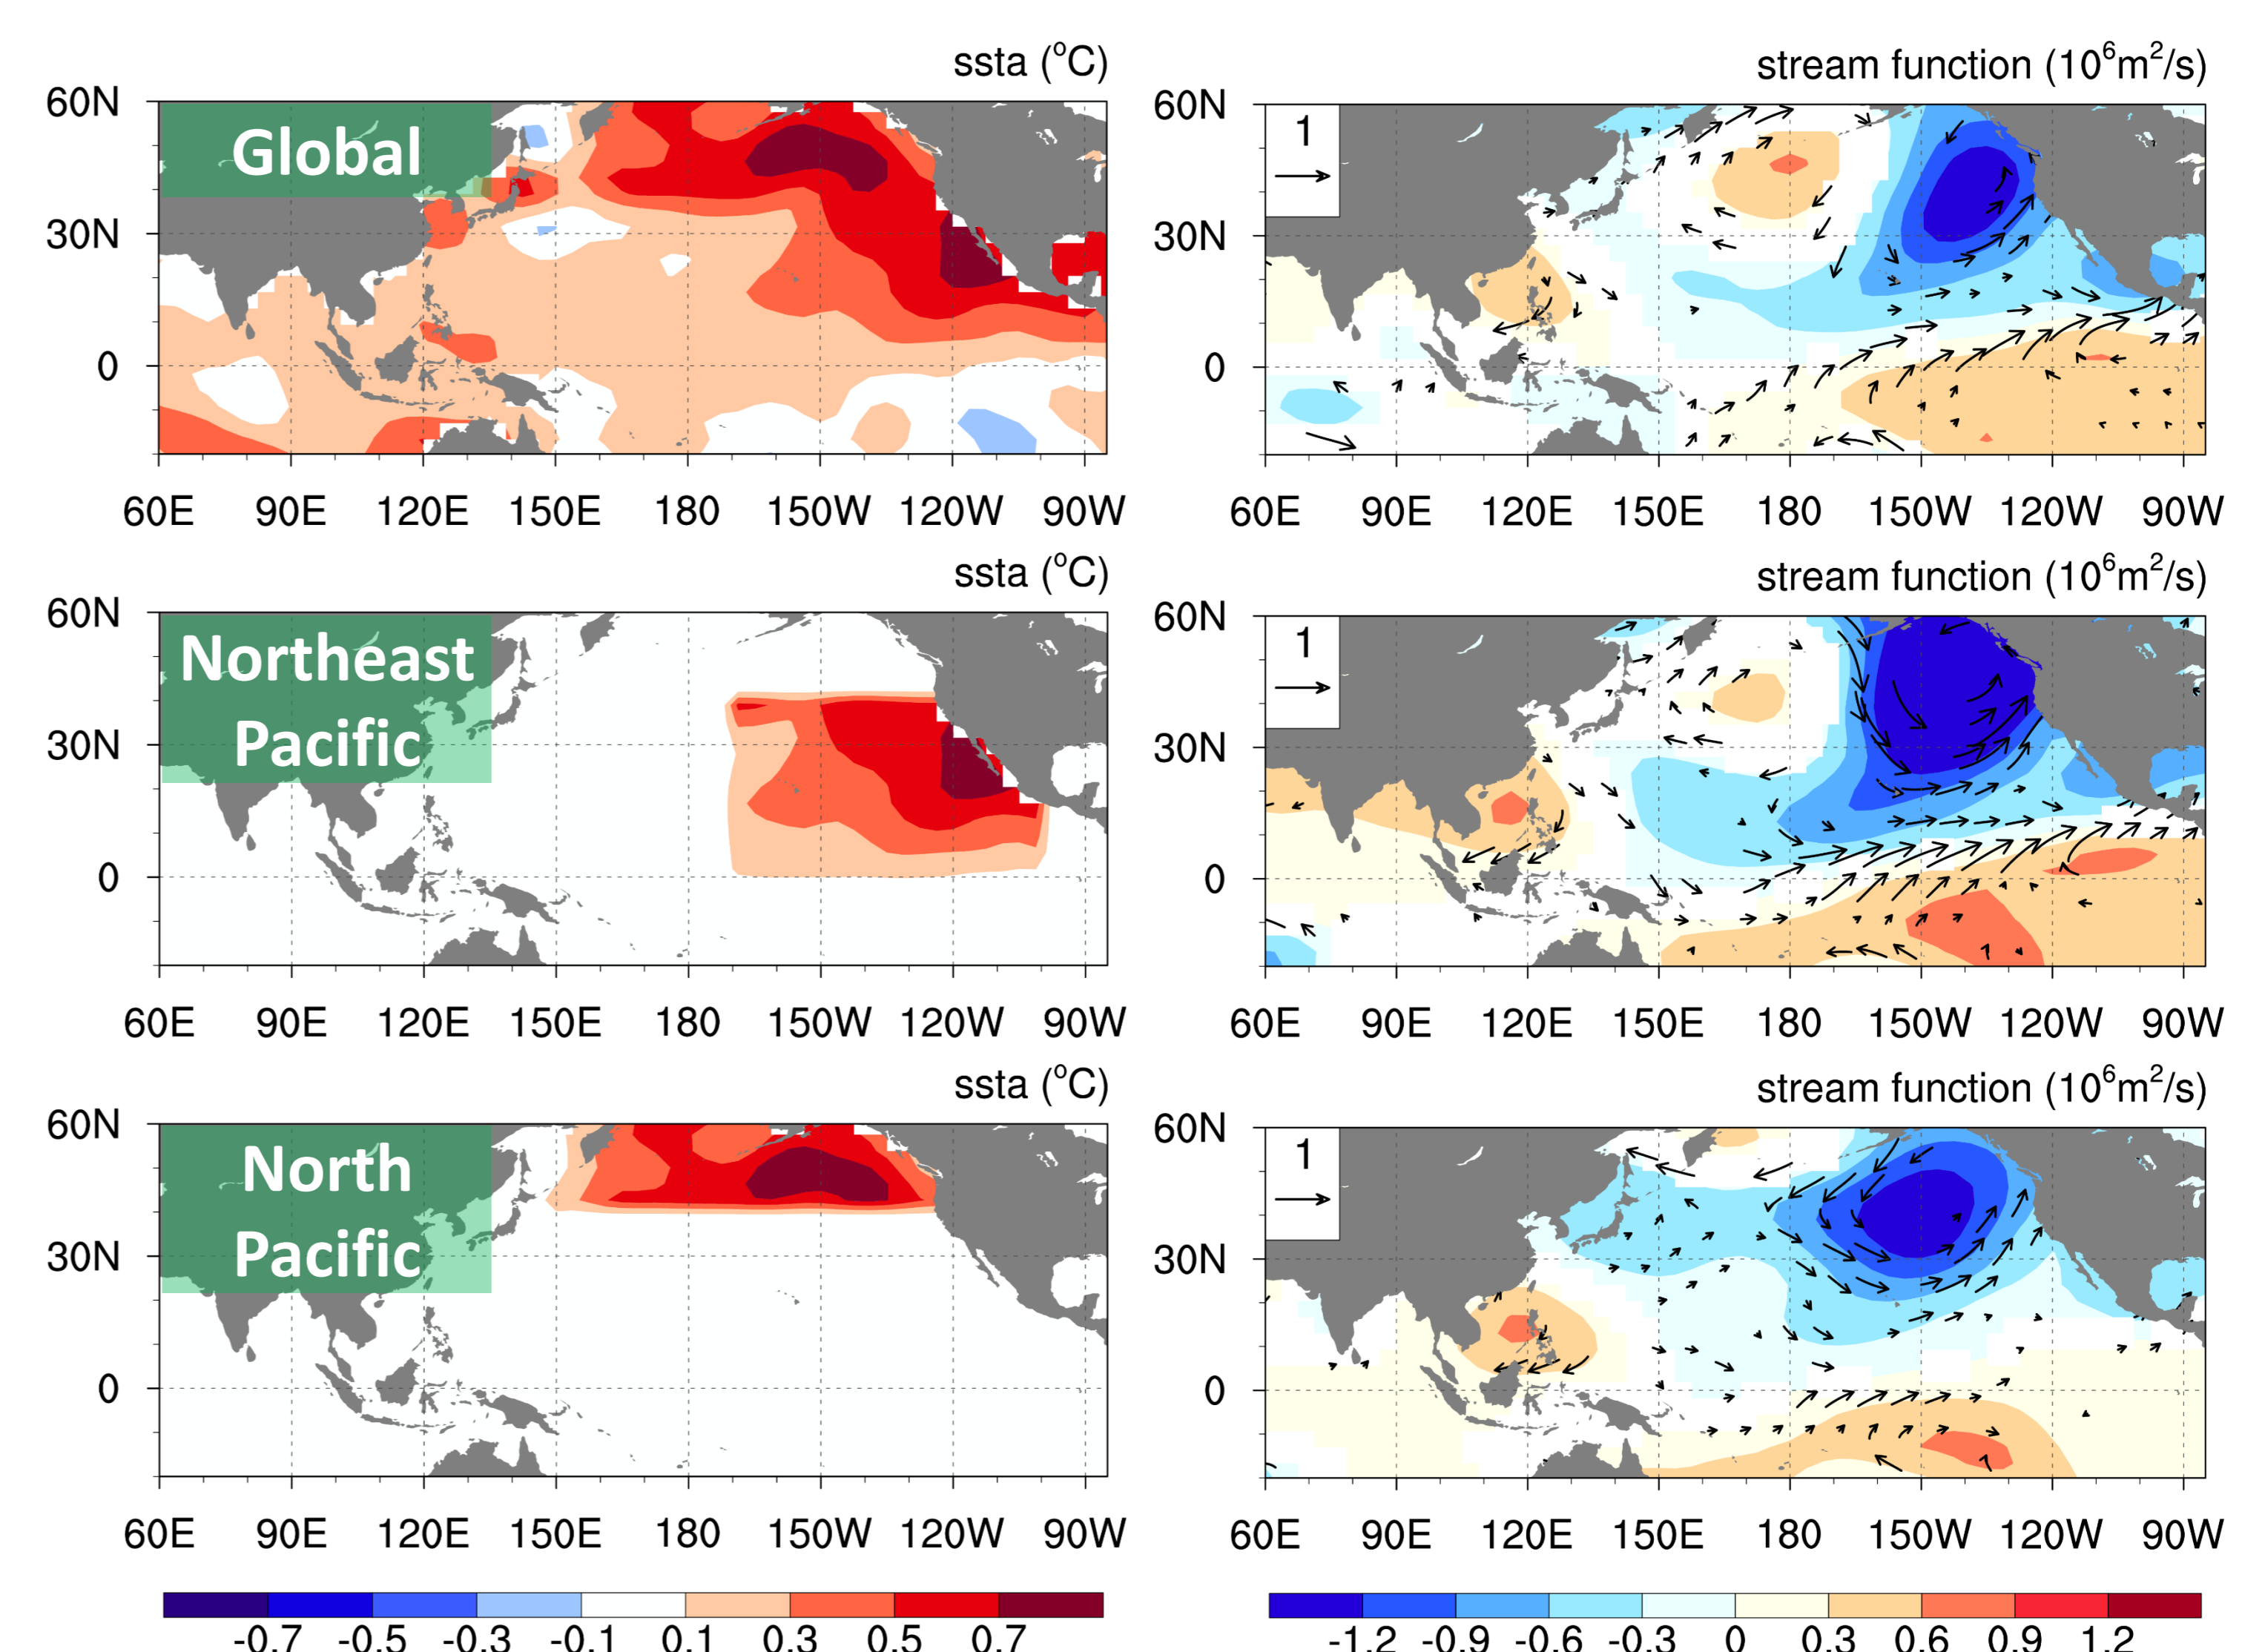 ssta (°C)
stream function (10⁶m²/s)
60N
30N
0
Global
60E 90E 120E 150E 180 150W 120W 90W
60N
30N
0
1
60E 90E 120E 150E 180 150W 120W 90W
ssta (°C)
stream function (10⁶m²/s)
60N
30N
0
Northeast
Pacific
60E 90E 120E 150E 180 150W 120W 90W
60N
30N
0
1
60E 90E 120E 150E 180 150W 120W 90W
ssta (°C)
stream function (10⁶m²/s)
60N
30N
0
North
Pacific
60E 90E 120E 150E 180 150W 120W 90W
60N
30N
0
1
60E 90E 120E 150E 180 150W 120W 90W
-0.7 -0.5 -0.3 -0.1 0.1 0.3 0.5 0.7
-1.2 -0.9 -0.6 -0.3 0 0.3 0.6 0.9 1.2